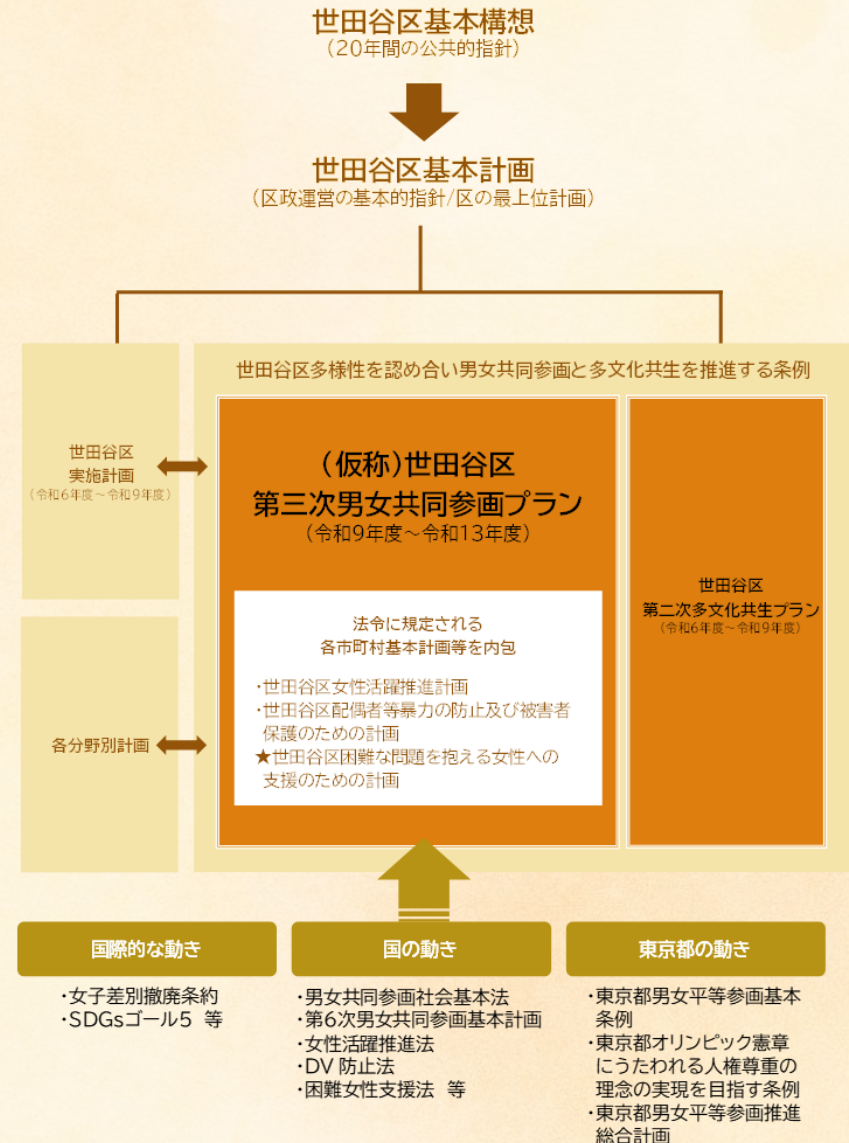 世田谷区基本構想
（20年間の公共的指針）
世田谷区基本計画
（区政運営の基本的指針/区の最上位計画）
世田谷区多様性を認め合い男女共同参画と多文化共生を推進する条例
世田谷区
実施計画
（令和6年度～令和9年度）
各分野別計画
（仮称）世田谷区
第三次男女共同参画プラン
（令和9年度～令和13年度）
法令に規定される
各市町村基本計画等を内包
・世田谷区女性活躍推進計画
・世田谷区配偶者等暴力の防止及び被害者
保護のための計画
★世田谷区困難な問題を抱える女性への
支援のための計画
世田谷区
第二次多文化共生プラン
（令和6年度～令和9年度）
国際的な動き
・女子差別撤廃条約
・SDGsゴール5 等
国の動き
・男女共同参画社会基本法
・第6次男女共同参画基本計画
・女性活躍推進法
・DV 防止法
・困難女性支援法 等
東京都の動き
・東京都男女平等参画基本
条例
・東京都オリンピック憲章
にうたわれる人権尊重の
理念の実現を目指す条例
・東京都男女平等参画推進
総合計画